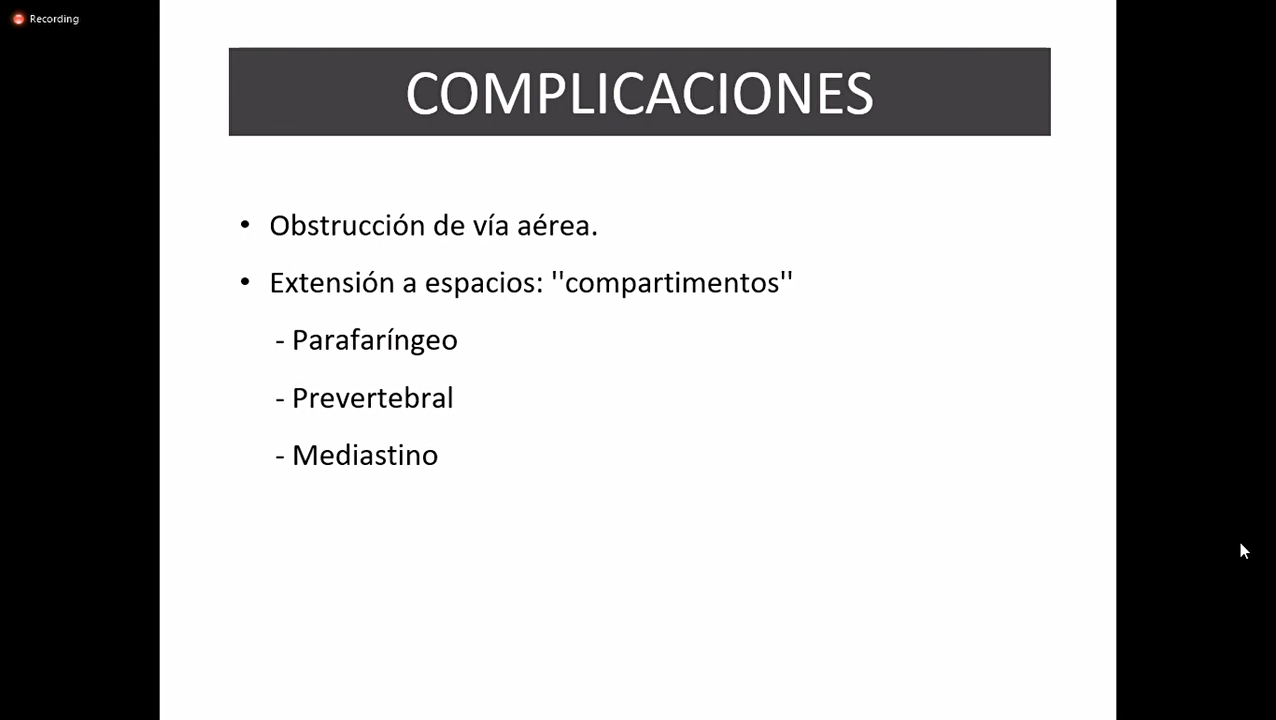 Recording
COMPLICACIONES
• Obstrucción de vía aérea.
• Extensión a espacios: ''compartimentos''
- Parafaríngeo
- Prevertebral
- Mediastino